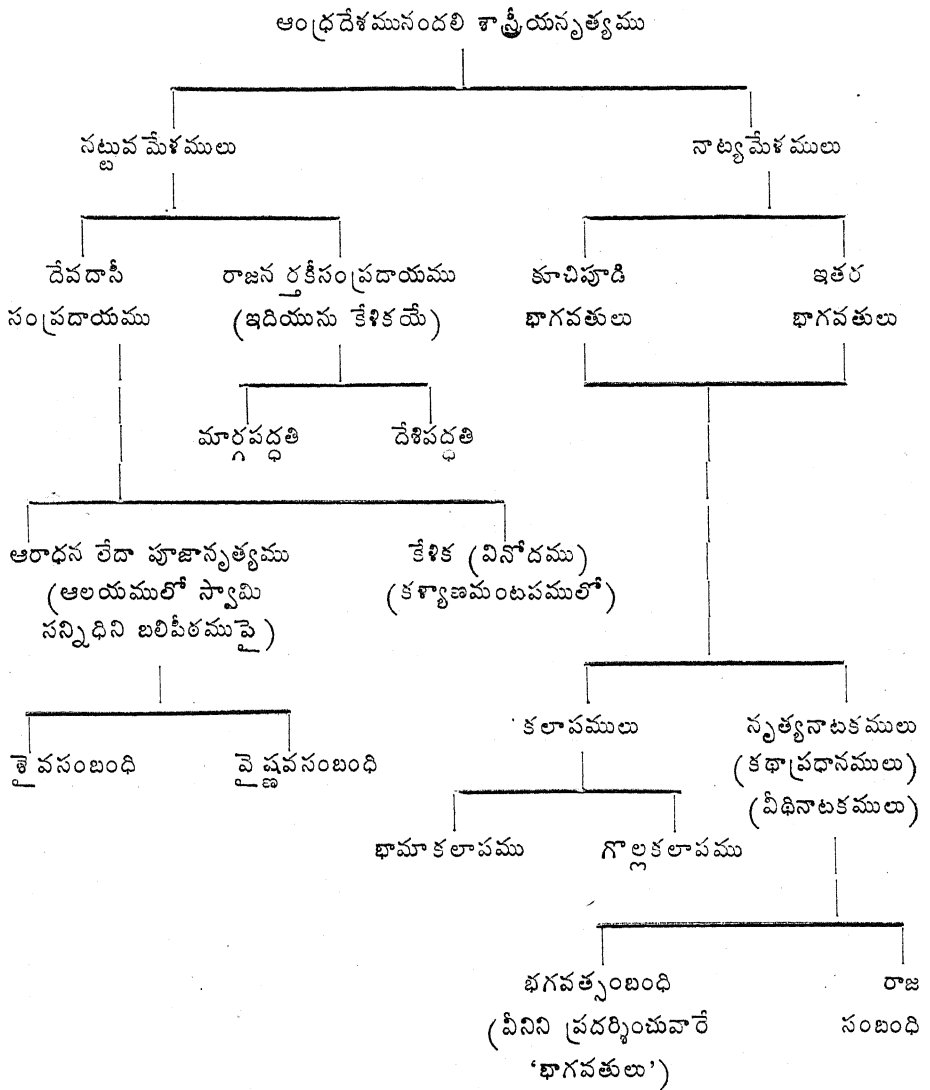 ఆంధ్రదేశమునందలి శాస్త్రీయనృత్యము
నట్టువమేళములు
నాట్యమేళములు
దేవదాసీ
సంప్రదాయము
రాజనర్తకీసంప్రదాయము
(ఇదియును కేళికయే)
కూచిపూడి
భాగవతులు
ఇతర
భాగవతులు
మార్గపద్ధతి
దేశిపద్ధతి
ఆరాధన లేదా పూజానృత్యము
(ఆలయములో స్వామి
సన్నిధిని బలిపీఠముపై)
కేళిక (వినోదము)
(కళ్యాణమంటపములో)
శైవసంబంధి
వైష్ణవసంబంధి
కలాపములు
నృత్యనాటకములు
(కథాప్రధానములు)
(వీథినాటకములు)
భామాకలాపము
గొల్లకలాపము
భగవత్సంబంధి
(వీనిని ప్రదర్శించువారే
‘భాగవతులు’)
రాజ
సంబంధి